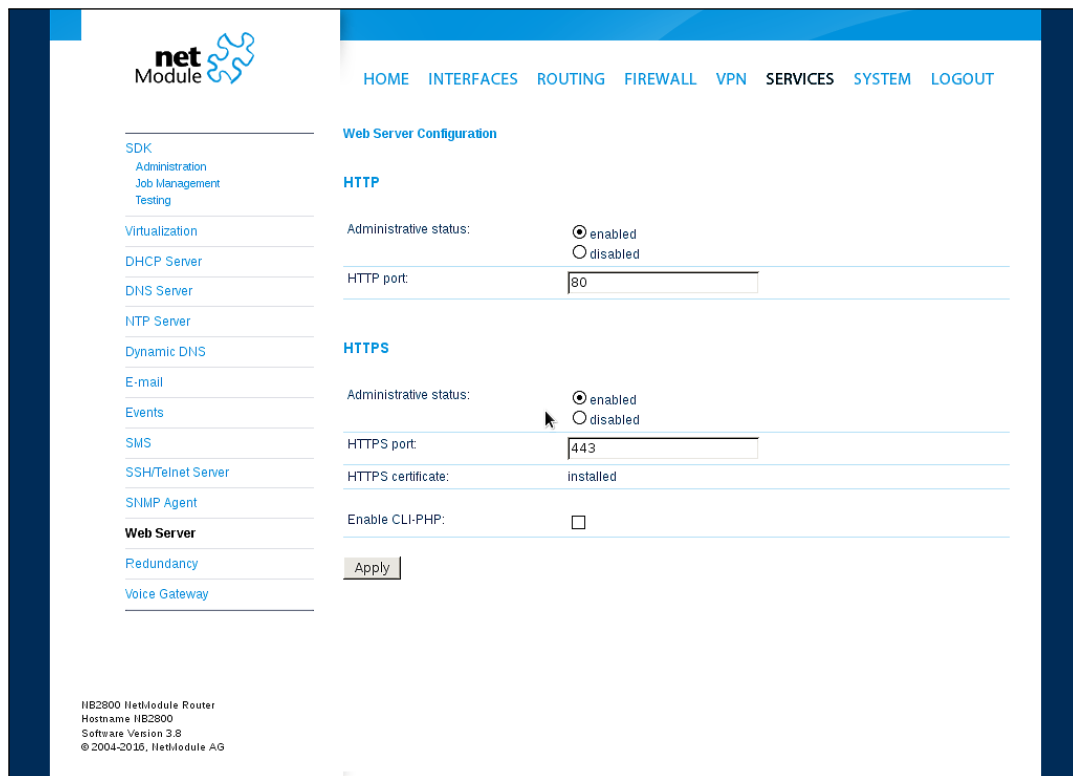 net
Module
HOME INTERFACES ROUTING FIREWALL VPN SERVICES SYSTEM LOGOUT
SDK
Administration
Job Management
Testing
Virtualization
DHCP Server
DNS Server
NTP Server
Dynamic DNS
E-mail
Events
SMS
SSH/Telnet Server
SNMP Agent
Web Server
Redundancy
Voice Gateway
Web Server Configuration
HTTP
Administrative status:
enabled
disabled
HTTP port:
80
HTTPS
Administrative status:
enabled
disabled
HTTPS port:
443
HTTPS certificate: installed
Enable CLI-PHP:
Apply
NB2800 NetModule Router
Hostname NB2800
Software Version 3.8
© 2004-2016, NetModule AG